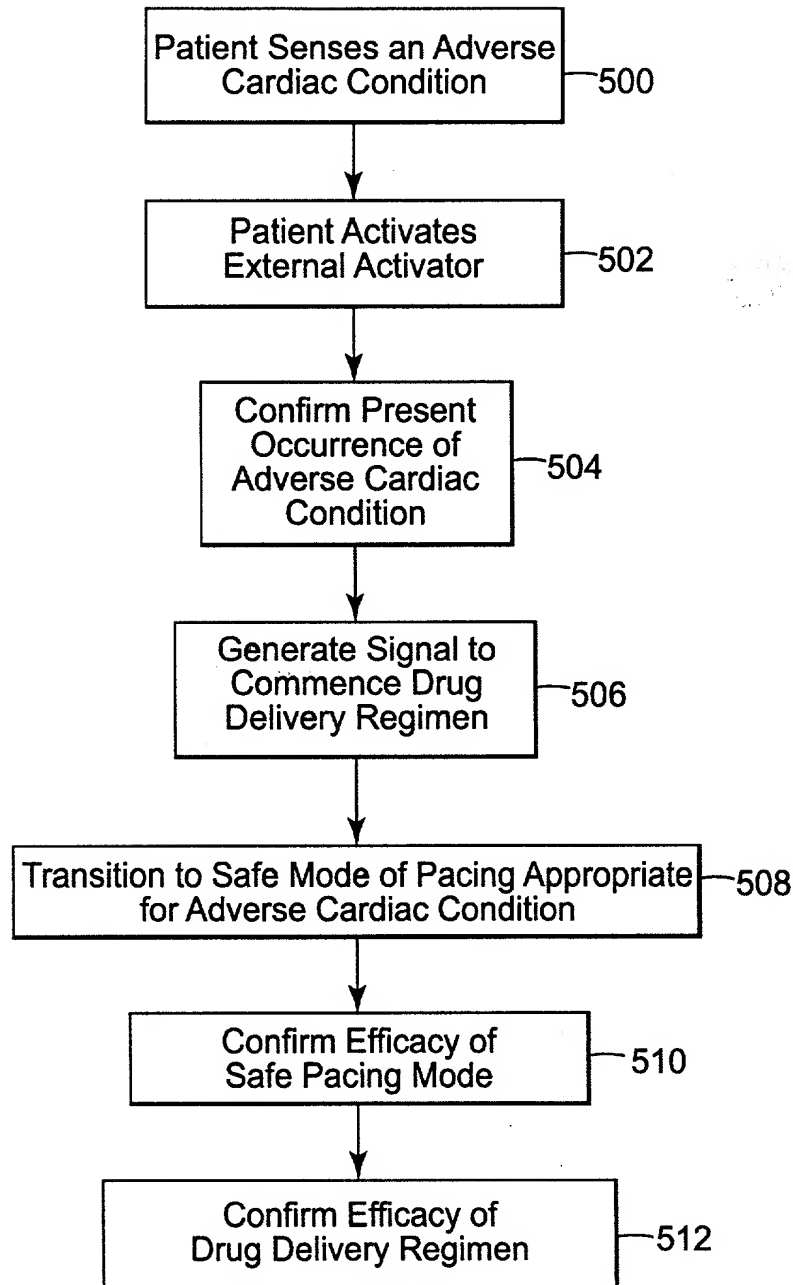 Patient Senses an Adverse
Cardiac Condition
500
Patient Activates
External Activator
502
Confirm Present
Occurrence of
Adverse Cardiac
Condition
504
Generate Signal to
Commence Drug
Delivery Regimen
506
Transition to Safe Mode of Pacing Appropriate
for Adverse Cardiac Condition
508
Confirm Efficacy of
Safe Pacing Mode
510
Confirm Efficacy of
Drug Delivery Regimen
512